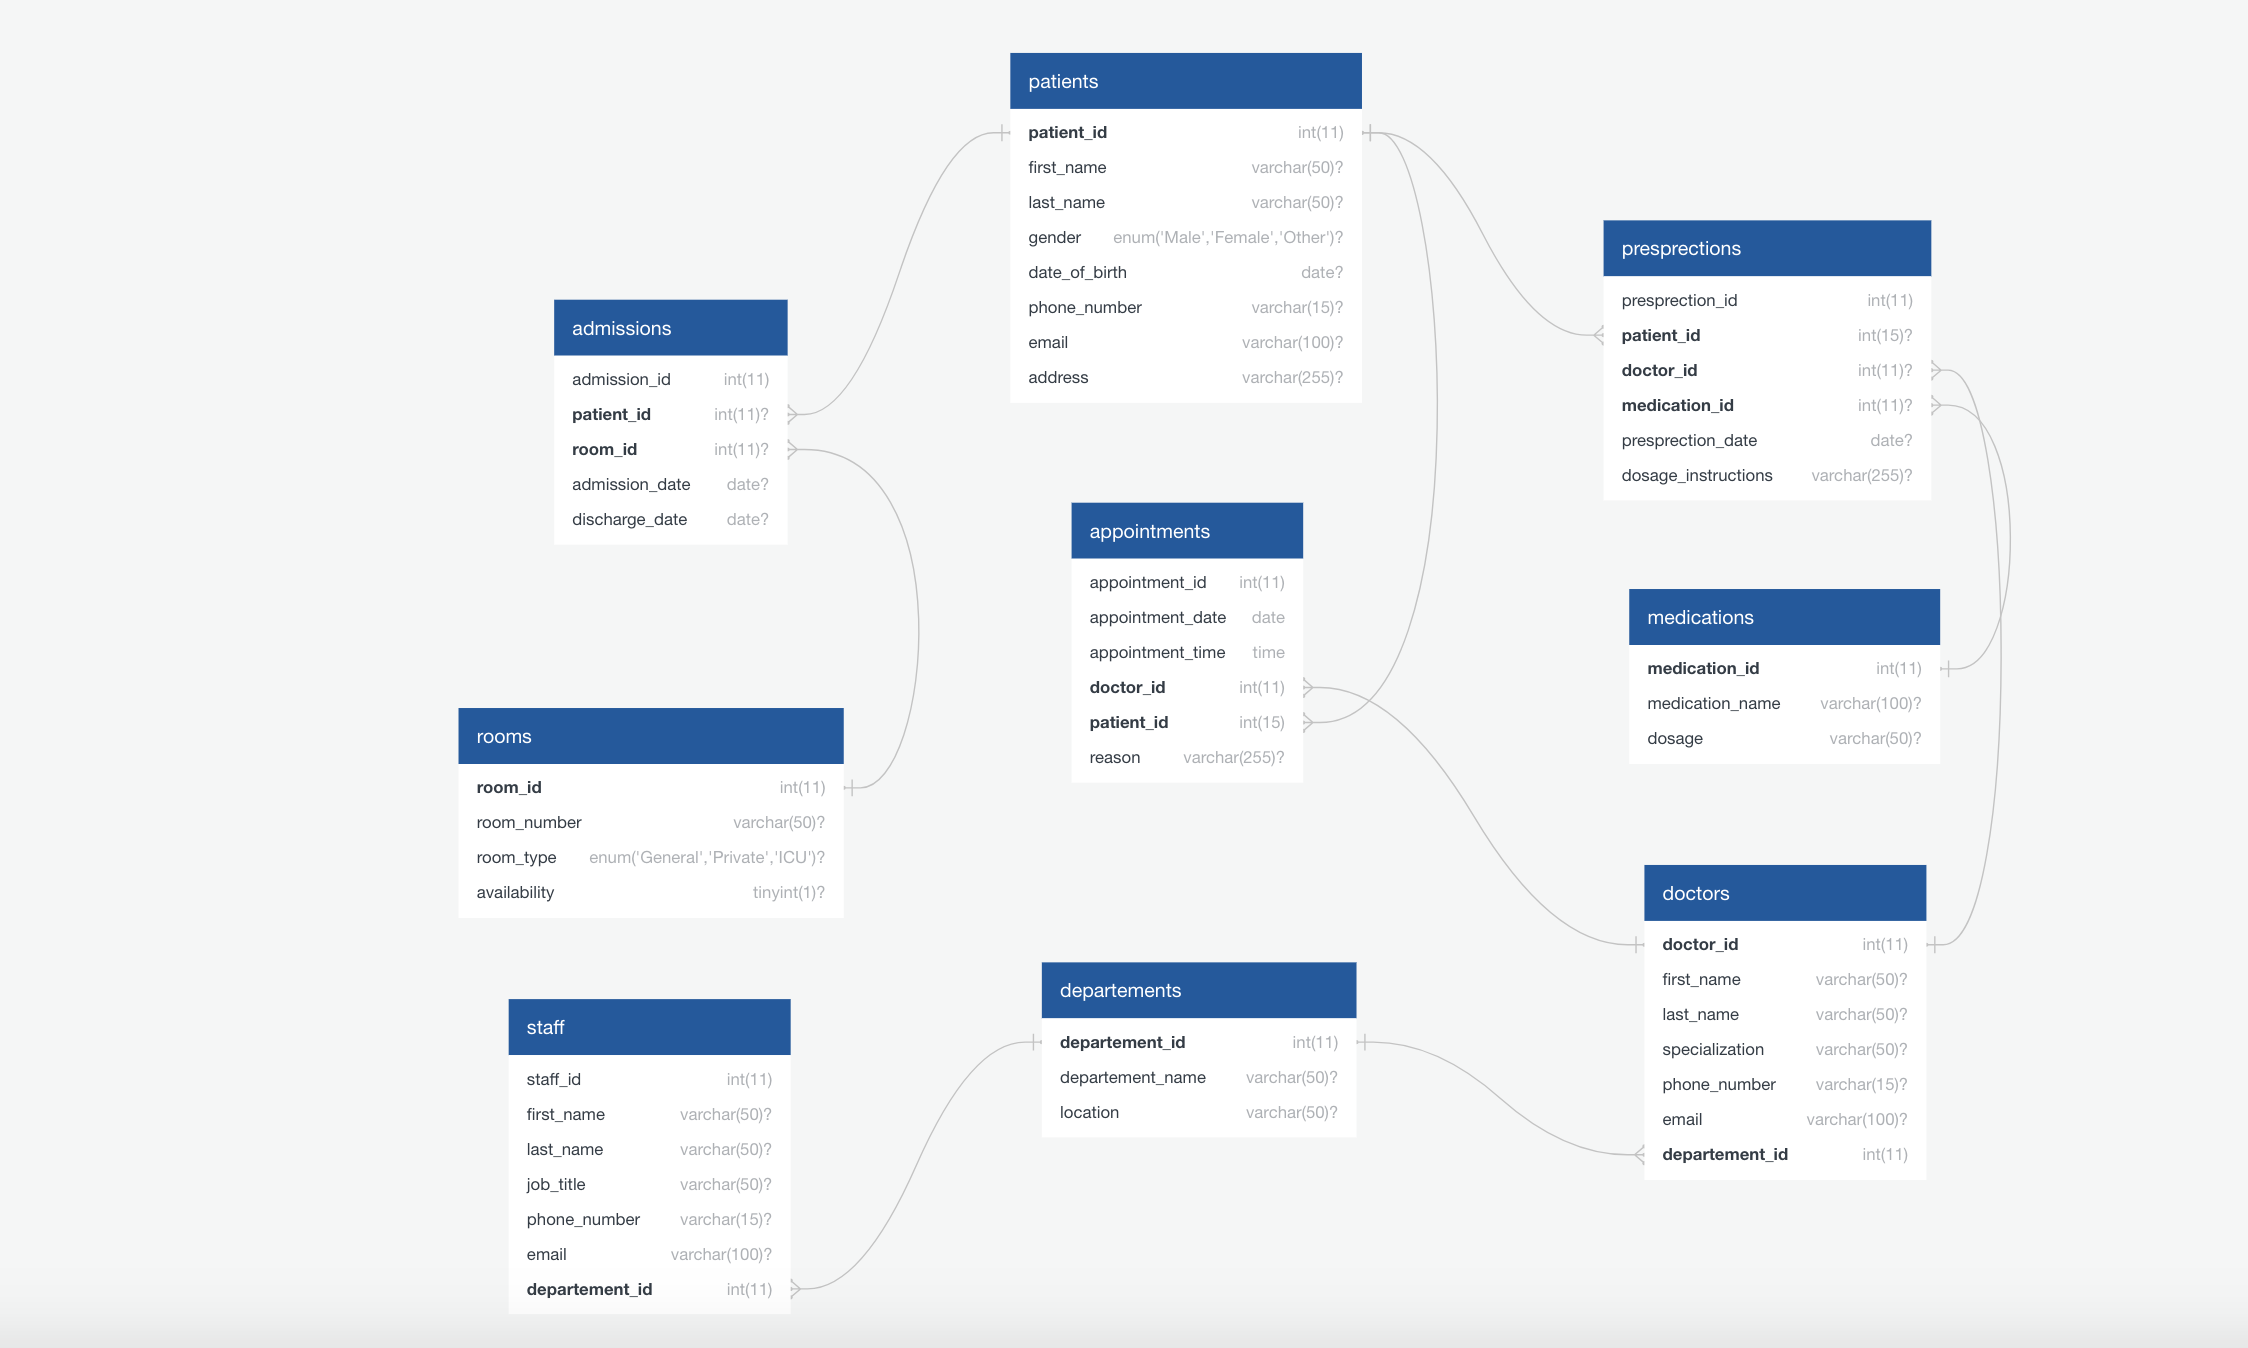 patients
patient_id int(11)
first_name varchar(50)?
last_name varchar(50)?
gender enum('Male','Female','Other')?
date_of_birth date?
phone_number varchar(15)?
email varchar(100)?
address varchar(255)?
presprections
presprection_id int(11)
patient_id int(15)?
doctor_id int(11)?
medication_id int(11)?
presprection_date date?
dosage_instructions varchar(255)?
admissions
admission_id int(11)
patient_id int(11)?
room_id int(11)?
admission_date date?
discharge_date date?
appointments
appointment_id int(11)
appointment_date date
appointment_time time
doctor_id int(11)
patient_id int(15)
reason varchar(255)?
medications
medication_id int(11)
medication_name varchar(100)?
dosage varchar(50)?
rooms
room_id int(11)
room_number varchar(50)?
room_type enum('General','Private','ICU')?
availability tinyint(1)?
doctors
doctor_id int(11)
first_name varchar(50)?
last_name varchar(50)?
specialization varchar(50)?
phone_number varchar(15)?
email varchar(100)?
departement_id int(11)
departements
departement_id int(11)
departement_name varchar(50)?
location varchar(50)?
staff
staff_id int(11)
first_name varchar(50)?
last_name varchar(50)?
job_title varchar(50)?
phone_number varchar(15)?
email varchar(100)?
departement_id int(11)